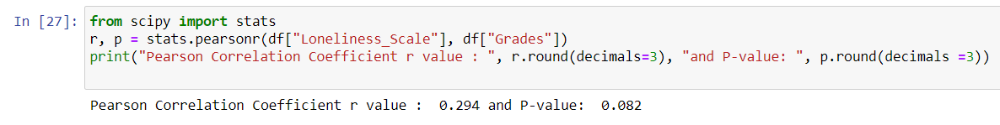 In [27]: from scipy import stats
r, p = stats.pearsonr(df["Loneliness_Scale"], df["Grades"])
print("Pearson Correlation Coefficient r value : ", r.round(decimals=3), "and P-value: ", p.round(decimals =3))
Pearson Correlation Coefficient r value :  0.294 and P-value:  0.082